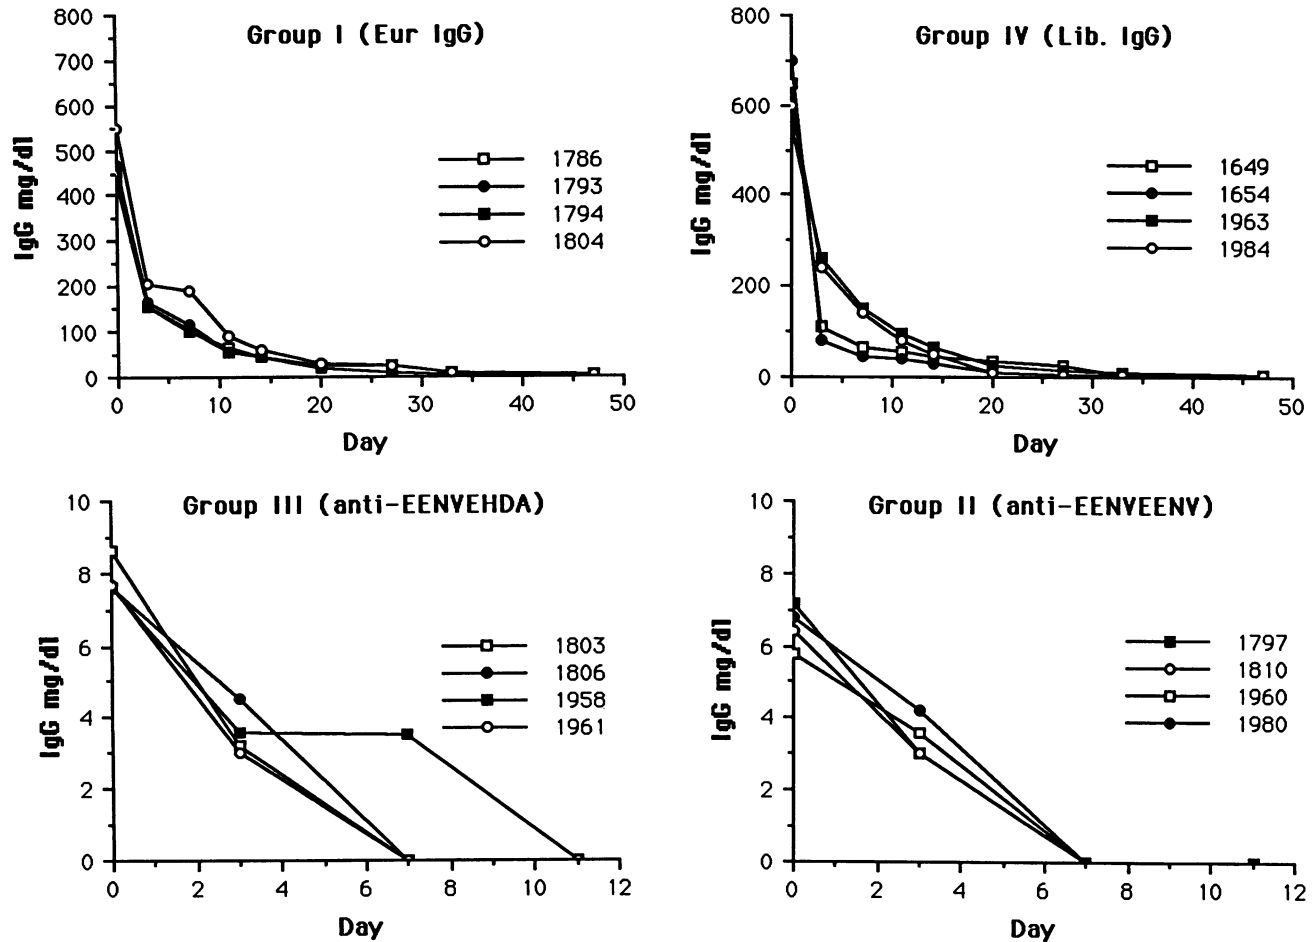 Group I (Eur IgG)
800
700
600
500
400
300
200
100
0
IgG mg/dl
1786
1793
1794
1804
0 10 20 30 40 50
Day
Group IV (Lib. IgG)
800
600
400
200
0
IgG mg/dl
1649
1654
1963
1984
0 10 20 30 40 50
Day
Group III (anti-EENVEHDA)
10
8
6
4
2
0
IgG mg/dl
1803
1806
1958
1961
0 2 4 6 8 10 12
Day
Group II (anti-EENVEENV)
10
8
6
4
2
0
IgG mg/dl
1797
1810
1960
1980
0 2 4 6 8 10 12
Day